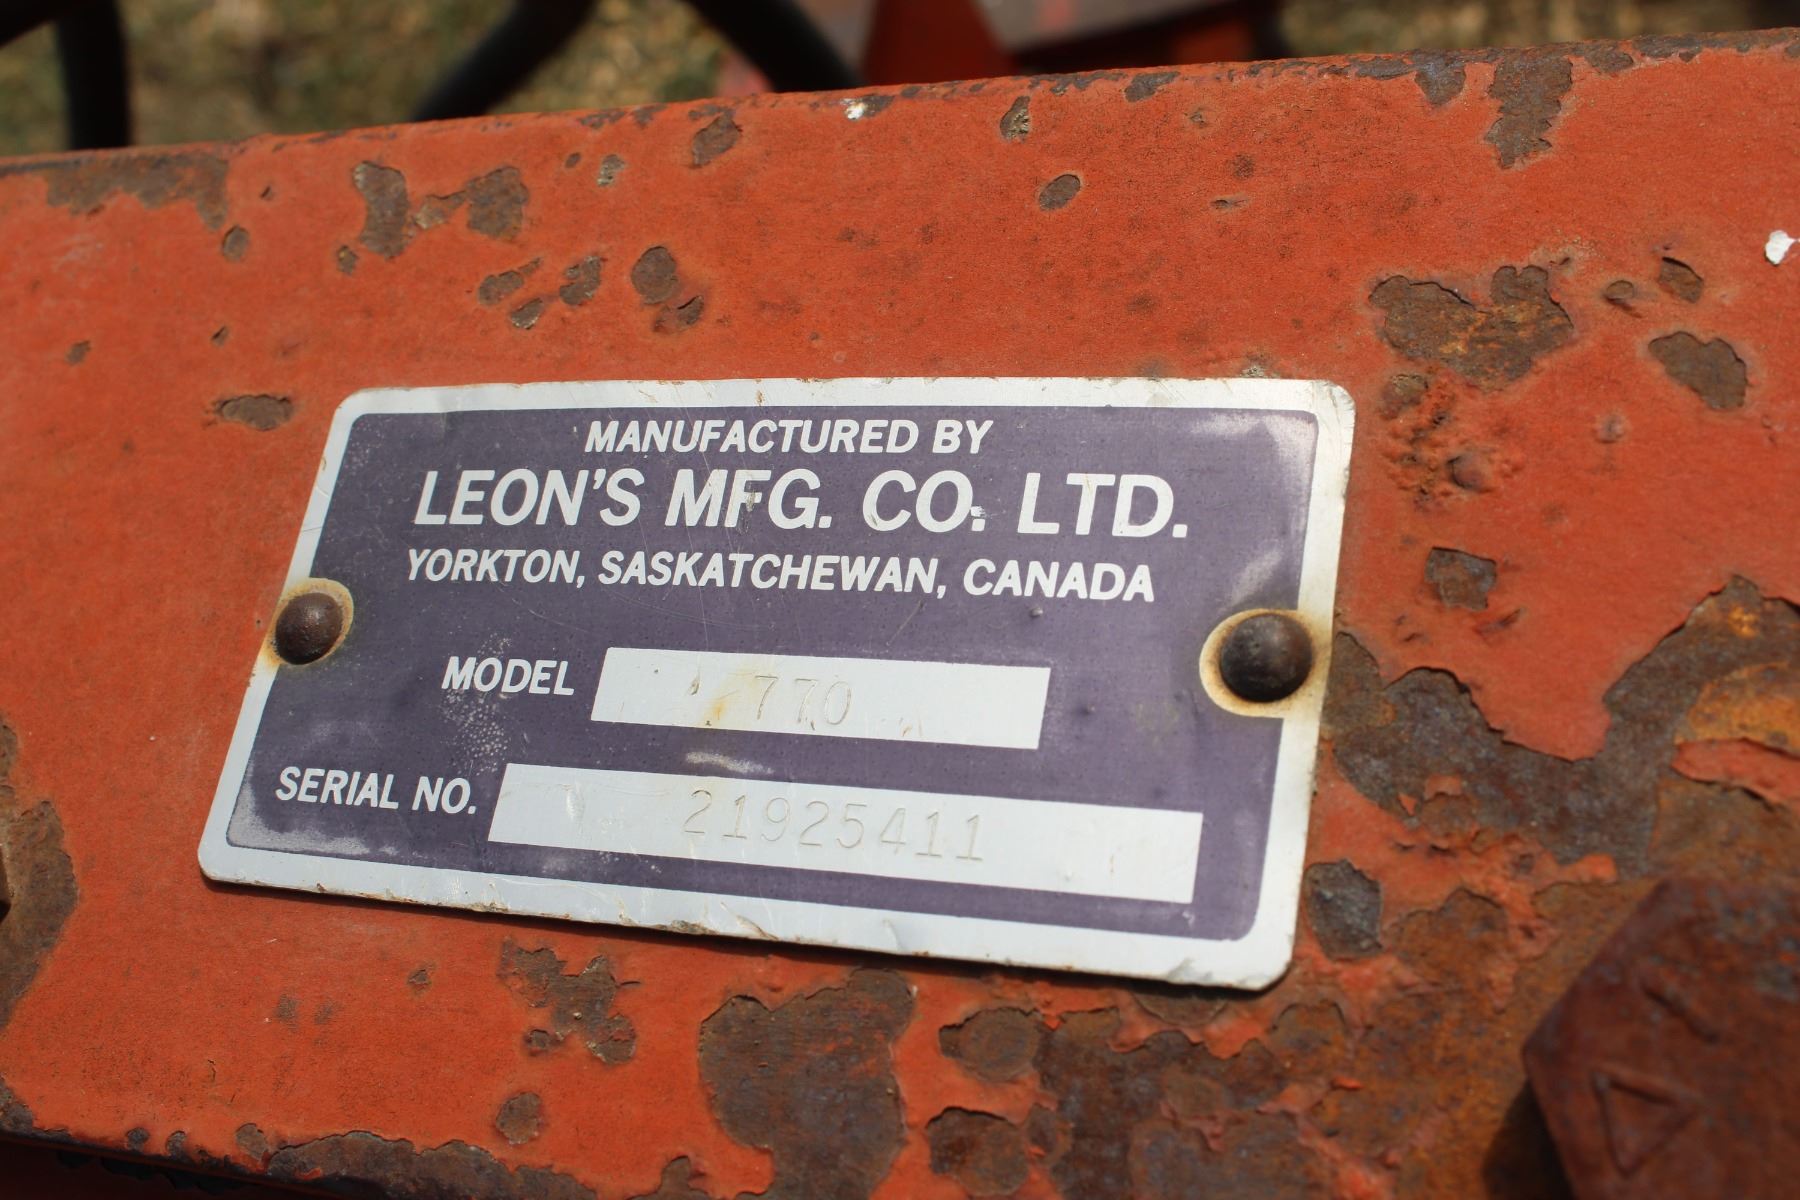 MANUFACTURED BY
LEON'S MFG. CO. LTD.
YORKTON, SASKATCHEWAN, CANADA
MODEL 770
SERIAL NO. 21925411